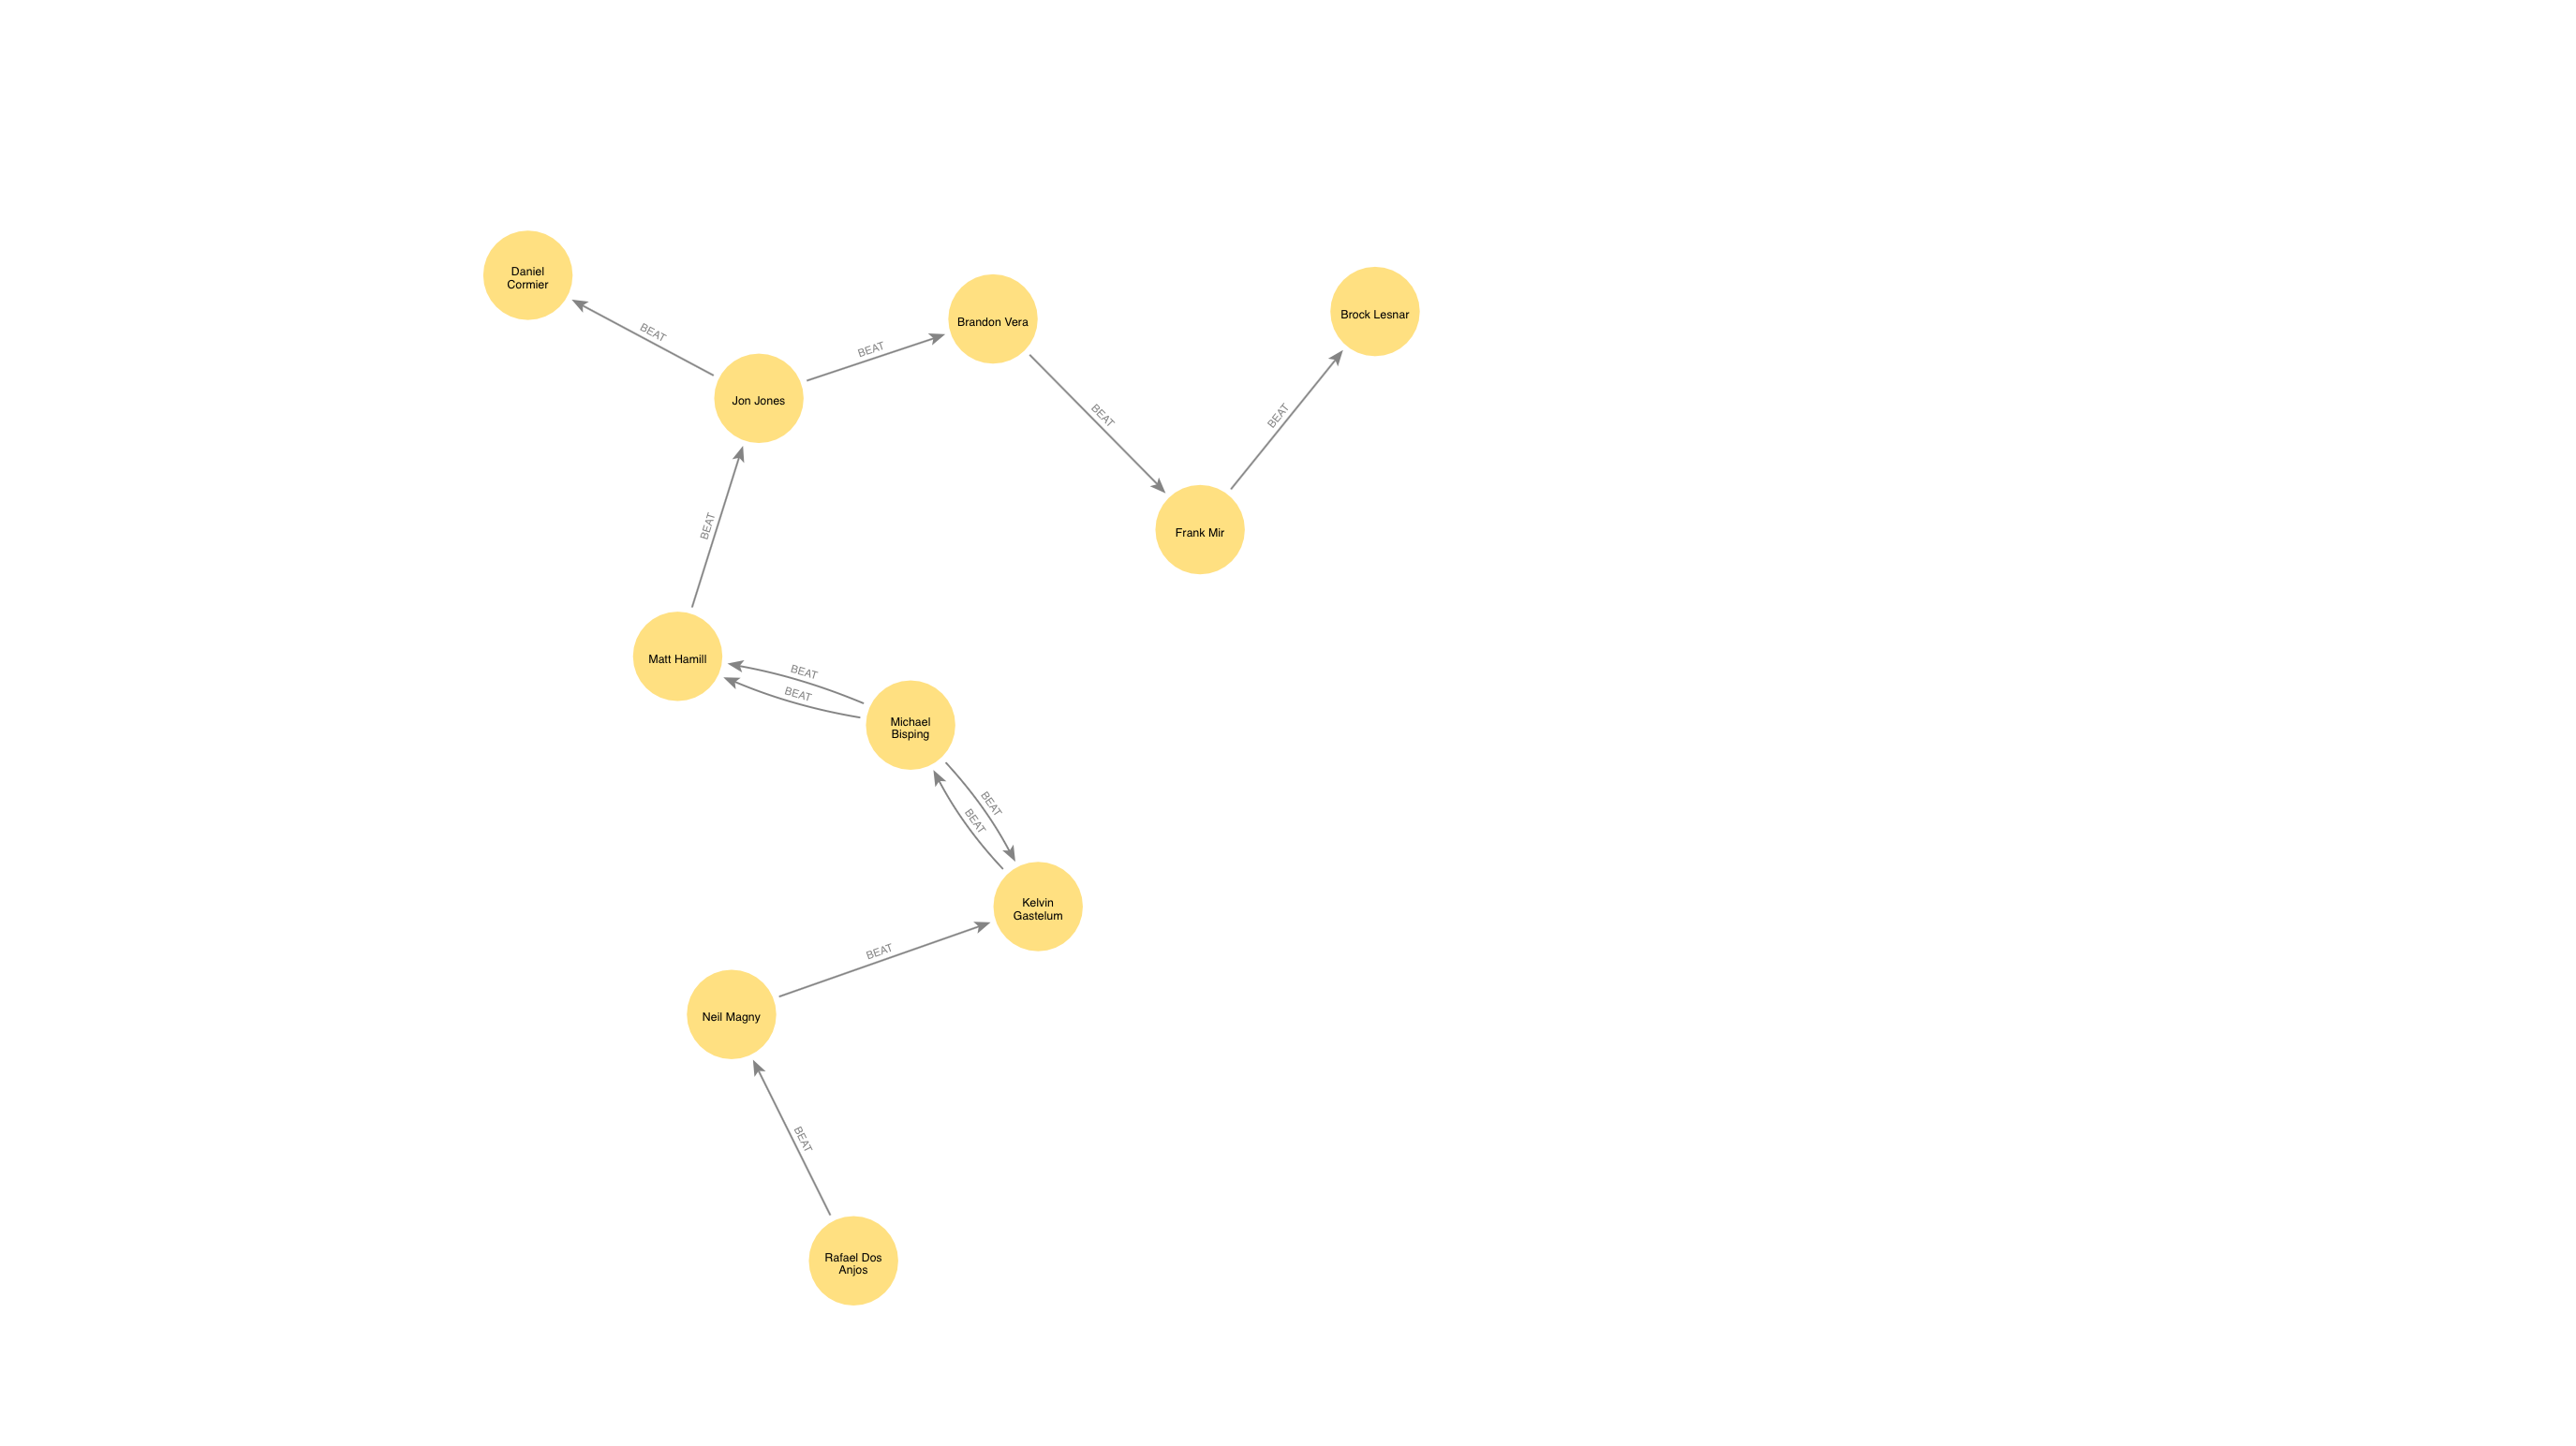 Daniel
Cormier
BEAT
Jon Jones
BEAT
Brandon Vera
BEAT
Brock Lesnar
BEAT
Frank Mir
BEAT
Matt Hamill
BEAT
BEAT
Michael
Bisping
BEAT
BEAT
Kelvin
Gastelum
BEAT
Neil Magny
BEAT
Rafael Dos
Anjos